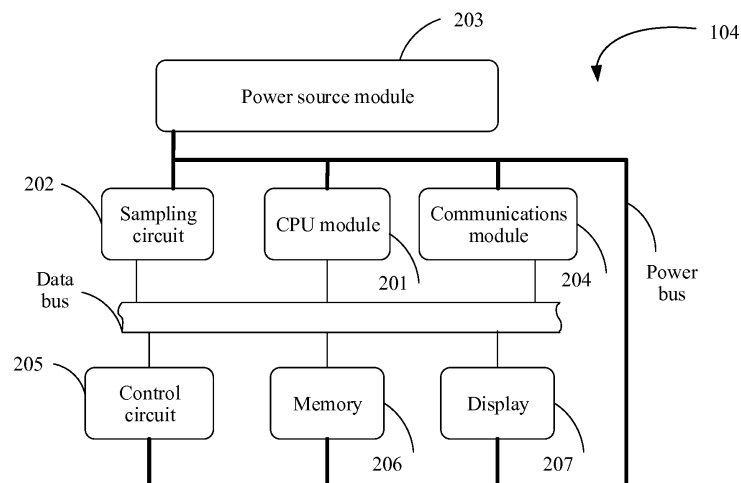 203
104
Power source module
202
Sampling
circuit
CPU module
Communications
module
201
204
Power
bus
Data
bus
205
Control
circuit
Memory
Display
206
207